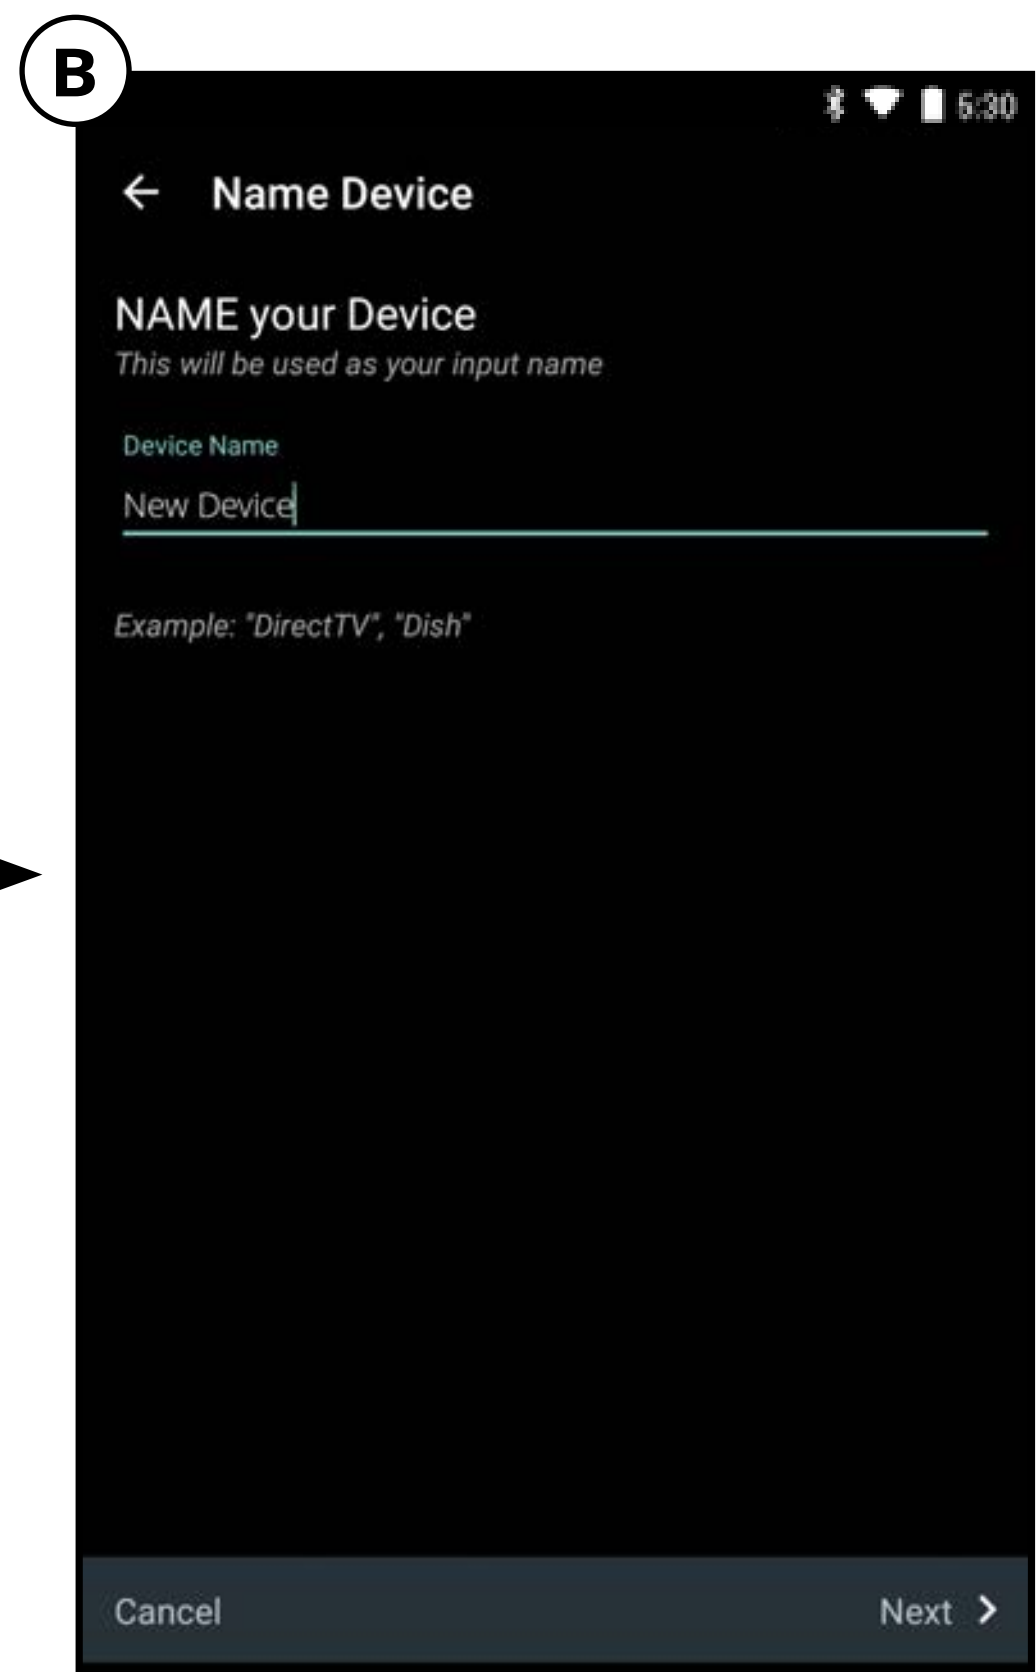 B
5:30
Name Device
NAME your Device
This will be used as your input name
Device Name
New Device
Example: "DirectTV", "Dish"
Cancel
Next